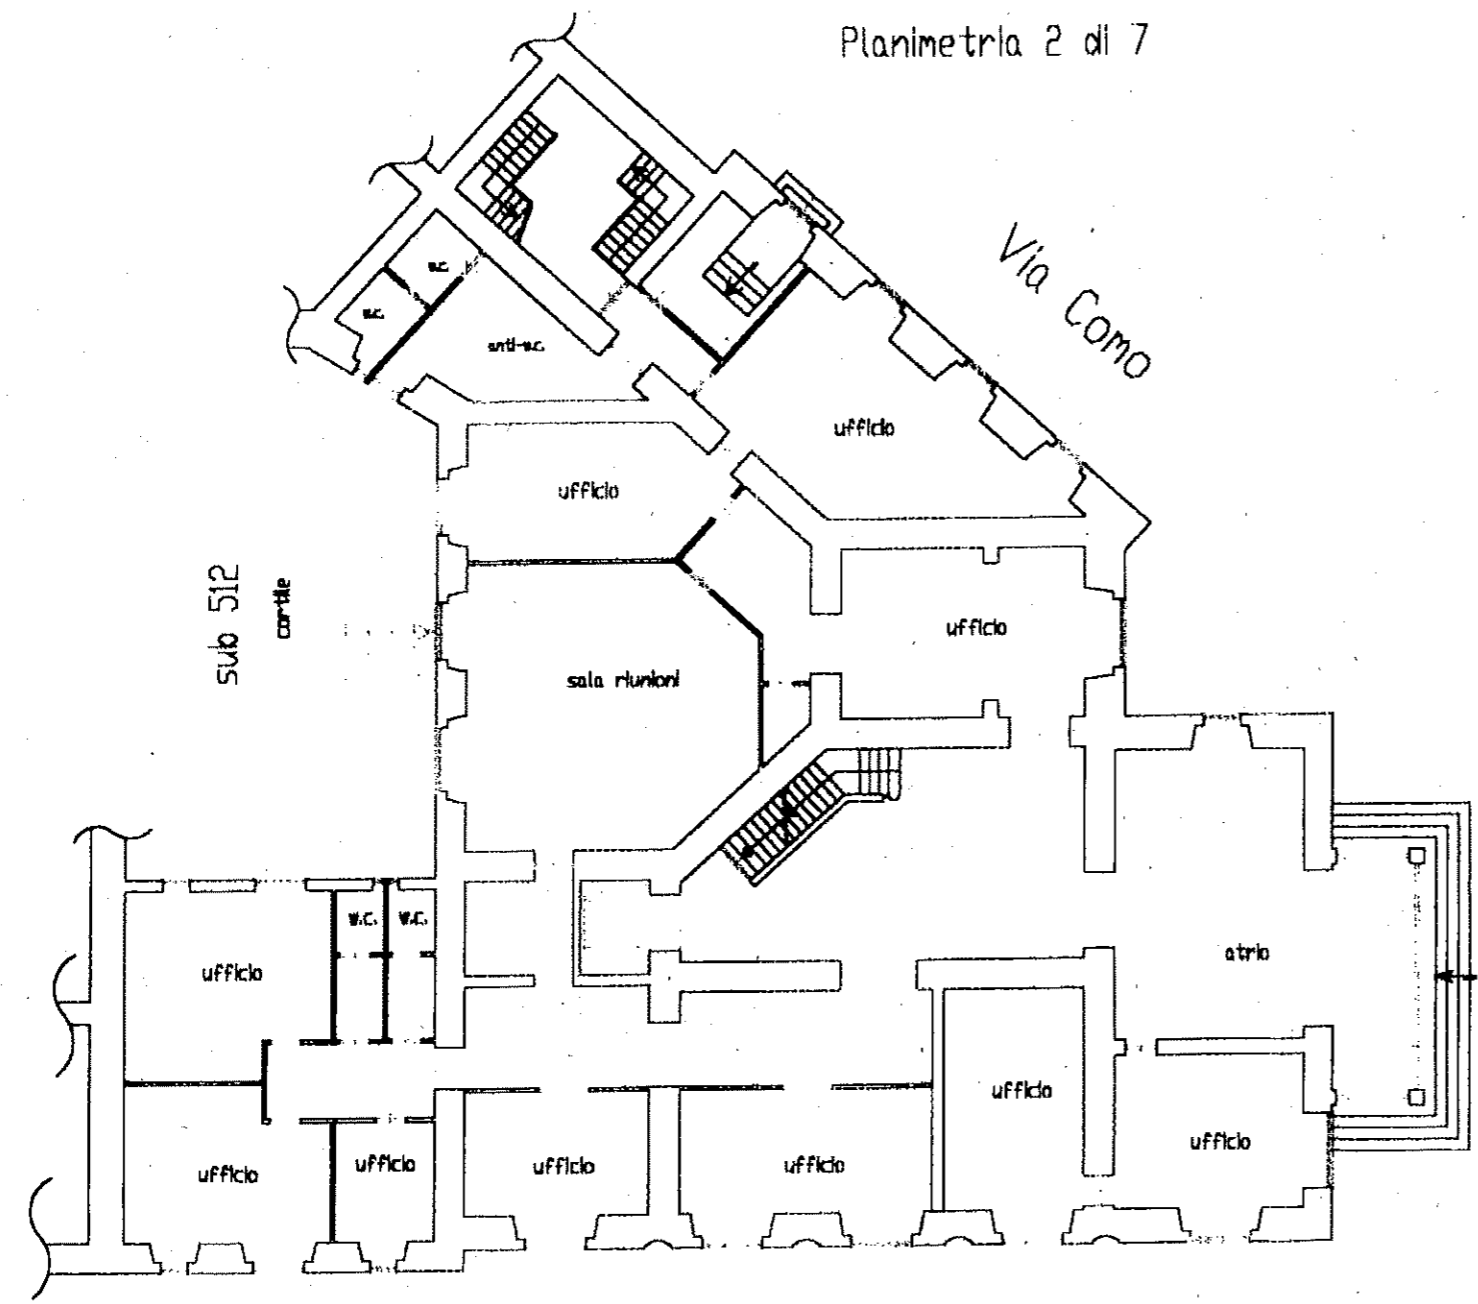 Planimetria 2 di 7
Via Como
w.c.
w.c.
anti-w.c.
ufficio
ufficio
sub 512
cortile
ufficio
sala riunioni
w.c.
w.c.
ufficio
atrio
ufficio
ufficio
ufficio
ufficio
ufficio
ufficio